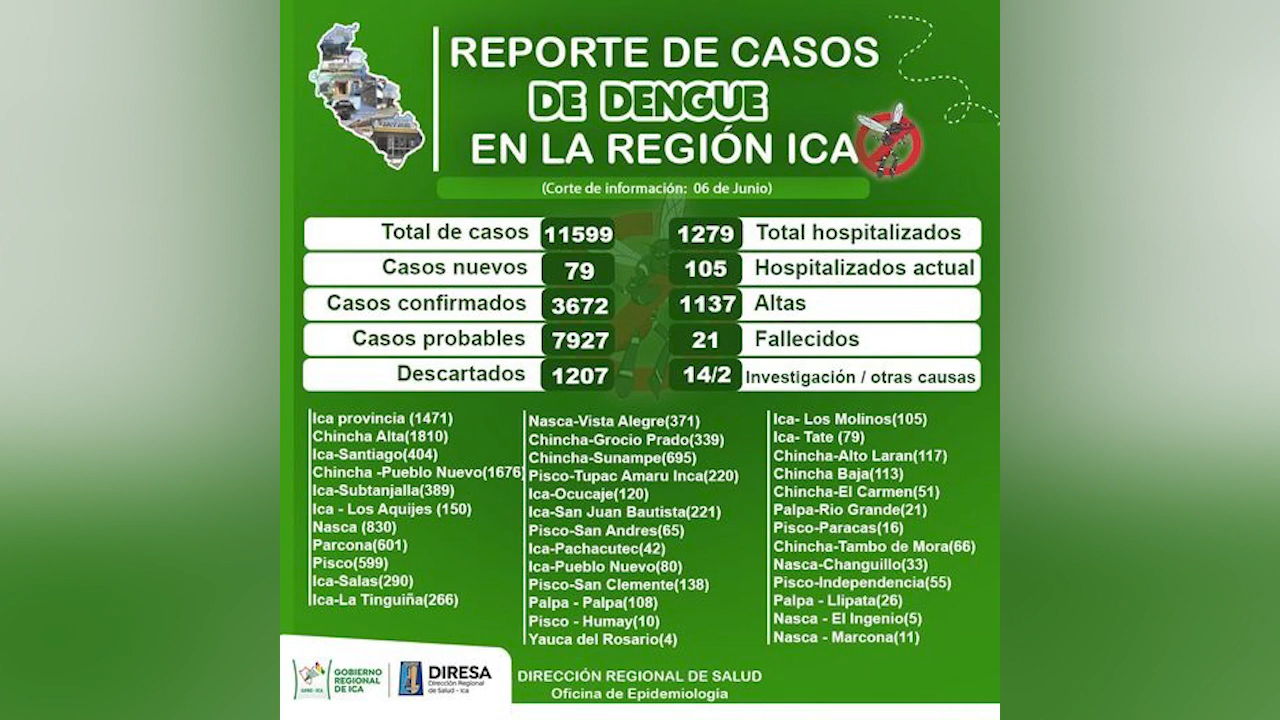 REPORTE DE CASOS
DE DENGUE
EN LA REGIÓN ICA
(Corte de información: 06 de Junio)
Total de casos 11599
Casos nuevos 79
Casos confirmados 3672
Casos probables 7927
Descartados 1207
1279 Total hospitalizados
105 Hospitalizados actual
1137 Altas
21 Fallecidos
14/2 Investigación / otras causas
Ica provincia (1471)
Chincha Alta(1810)
Ica-Santiago(404)
Chincha -Pueblo Nuevo(1676)
Ica-Subtanjalla(389)
Ica - Los Aquijes (150)
Nasca (830)
Parcona(601)
Pisco(599)
Ica-Salas(290)
Ica-La Tinguiña(266)
Nasca-Vista Alegre(371)
Chincha-Grocio Prado(339)
Chincha-Sunampe(695)
Pisco-Tupac Amaru Inca(220)
Ica-Ocucaje(120)
Ica-San Juan Bautista(221)
Pisco-San Andres(65)
Ica-Pachacutec(42)
Ica-Pueblo Nuevo(80)
Pisco-San Clemente(138)
Palpa - Palpa(108)
Pisco - Humay(10)
Yauca del Rosario(4)
Ica- Los Molinos(105)
Ica- Tate (79)
Chincha-Alto Laran(117)
Chincha Baja(113)
Chincha-El Carmen(51)
Palpa-Rio Grande(21)
Pisco-Paracas(16)
Chincha-Tambo de Mora(66)
Nasca-Changuillo(33)
Pisco-Independencia(55)
Palpa - Llipata(26)
Nasca - El Ingenio(5)
Nasca - Marcona(11)
GOBIERNO
REGIONAL
DE ICA
DIRESA
Dirección Regional
de Salud - Ica
DIRECCIÓN REGIONAL DE SALUD
Oficina de Epidemiología